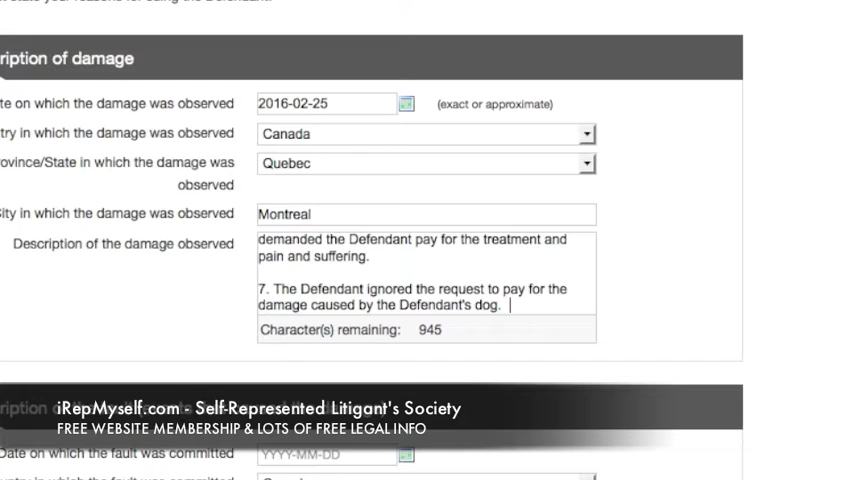 ription of damage
te on which the damage was observed 2016-02-25 (exact or approximate)
try in which the damage was observed Canada
rovince/State in which the damage was Quebec
observed
City in which the damage was observed Montreal
Description of the damage observed demanded the Defendant pay for the treatment and
pain and suffering.
7. The Defendant ignored the request to pay for the
damage caused by the Defendant's dog.
Character(s) remaining: 945
iRepMyself.com - Self-Represented Litigant's Society
FREE WEBSITE MEMBERSHIP & LOTS OF FREE LEGAL INFO
Date on which the fault was committed YYYY-MM-DD